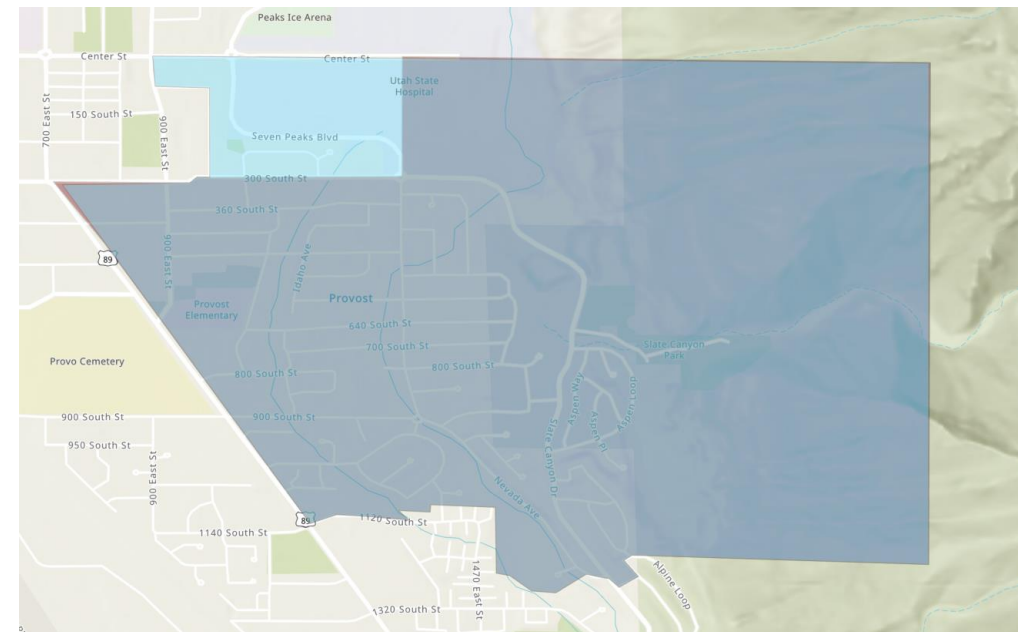 Peaks Ice Arena
Center St
Center St
Utah State
Hospital
700 East St
150 South St
900 East St
Seven Peaks Blvd
300 South St
360 South St
900 East St
Idaho Ave
89
Provost
Elementary
Provost
640 South St
700 South St
Slate Canyon
Park
Provo Cemetery
800 South St
800 South St
Aspen Way
Aspen Loop
Aspen Pl
900 South St
900 South St
950 South St
900 East St
Slate Canyon Dr
Nevada Ave
89
1120 South St
1140 South St
1470 East St
Alpine Loop
1320 South St